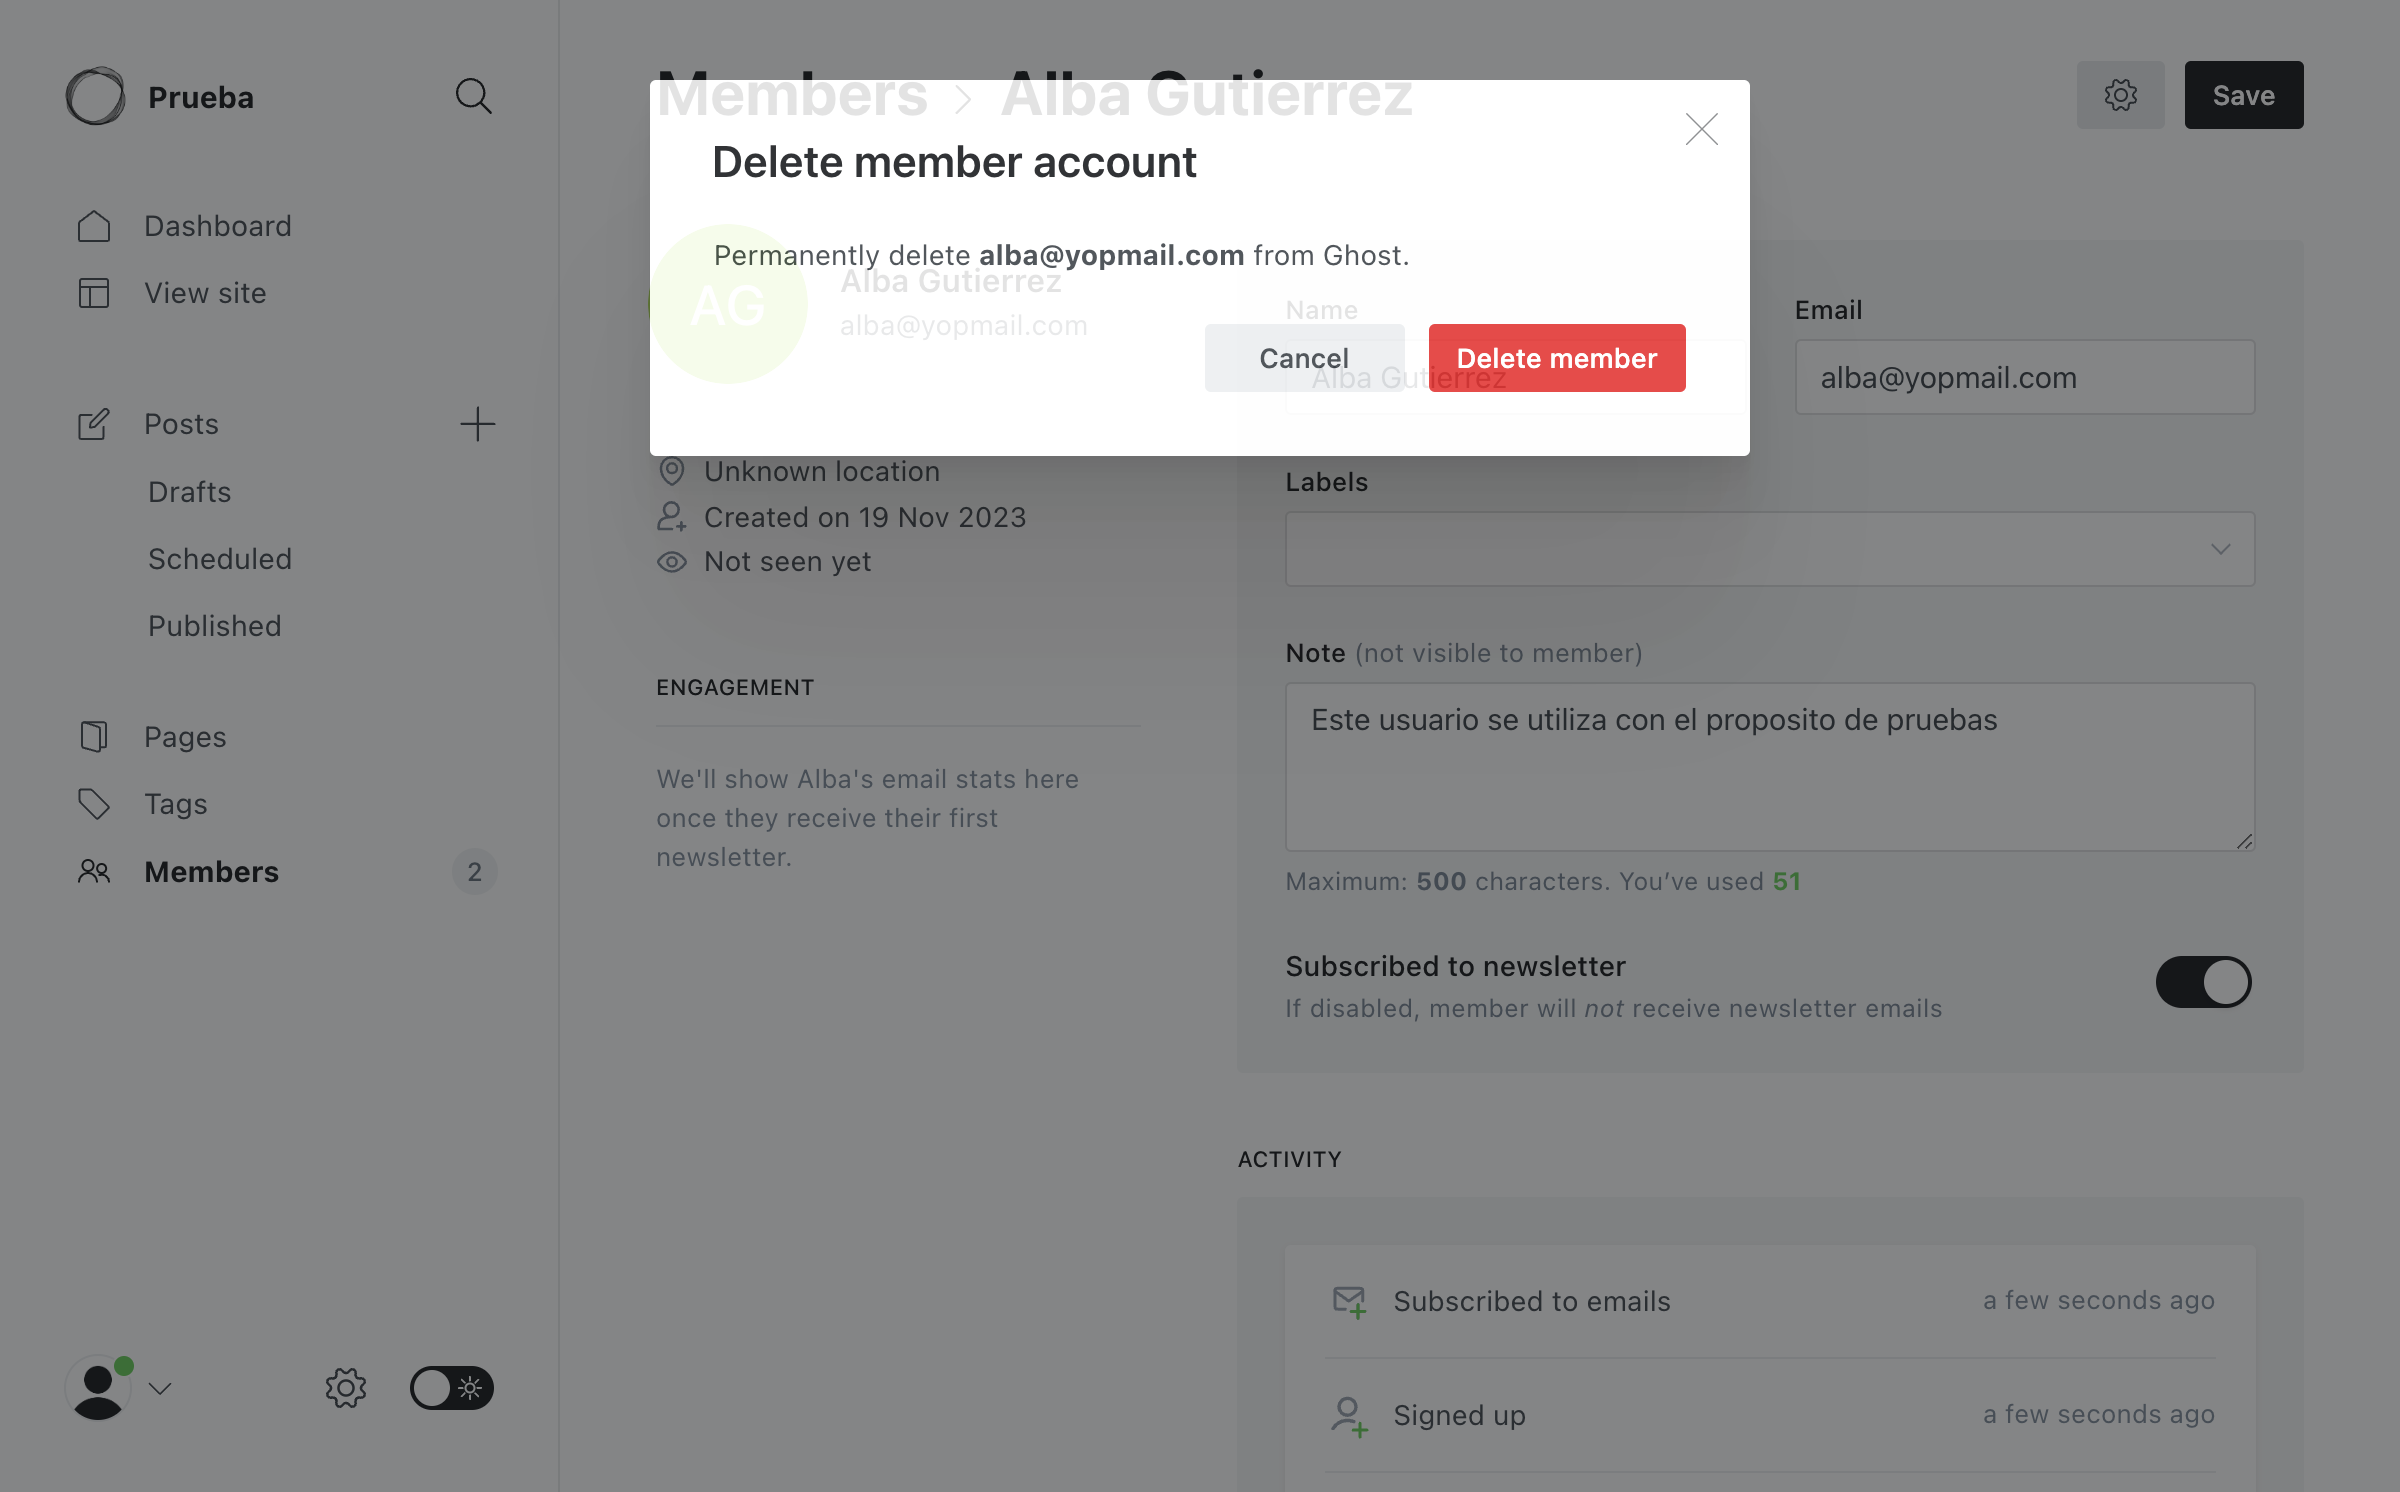 Prueba
Dashboard
View site
Posts
Drafts
Scheduled
Published
Pages
Tags
Members 2
Members Alba Gutierrez
Save
Delete member account
Permanently delete alba@yopmail.com from Ghost.
AG
Alba Gutierrez
alba@yopmail.com
Cancel
Delete member
Unknown location
Created on 19 Nov 2023
Not seen yet
ENGAGEMENT
We'll show Alba's email stats here
once they receive their first
newsletter.
Name
Alba Gutierrez
Email
alba@yopmail.com
Labels
Note (not visible to member)
Este usuario se utiliza con el proposito de pruebas
Maximum: 500 characters. You’ve used 51
Subscribed to newsletter
If disabled, member will not receive newsletter emails
ACTIVITY
Subscribed to emails a few seconds ago
Signed up a few seconds ago